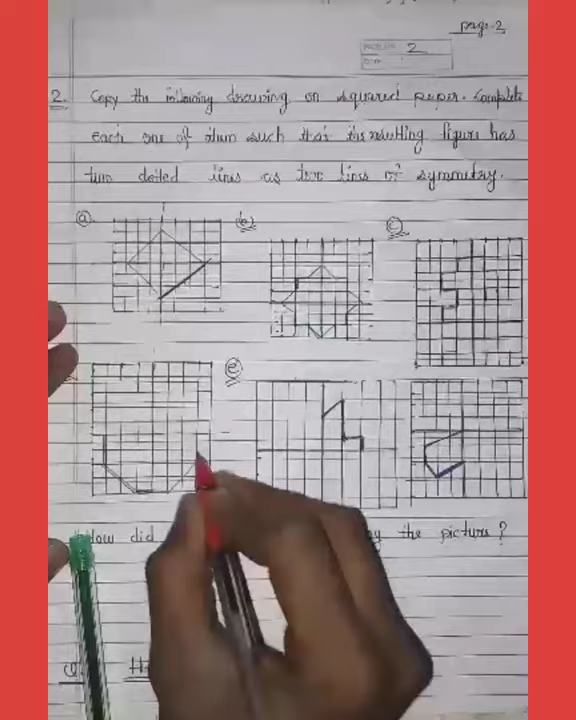 page-2
2
2. Copy the following drawing on squared paper. Complete
each one of them such that the resulting figure has
two dotted lines as two lines of symmetry.
(a) (b) (c)
(e)
How did the picture?